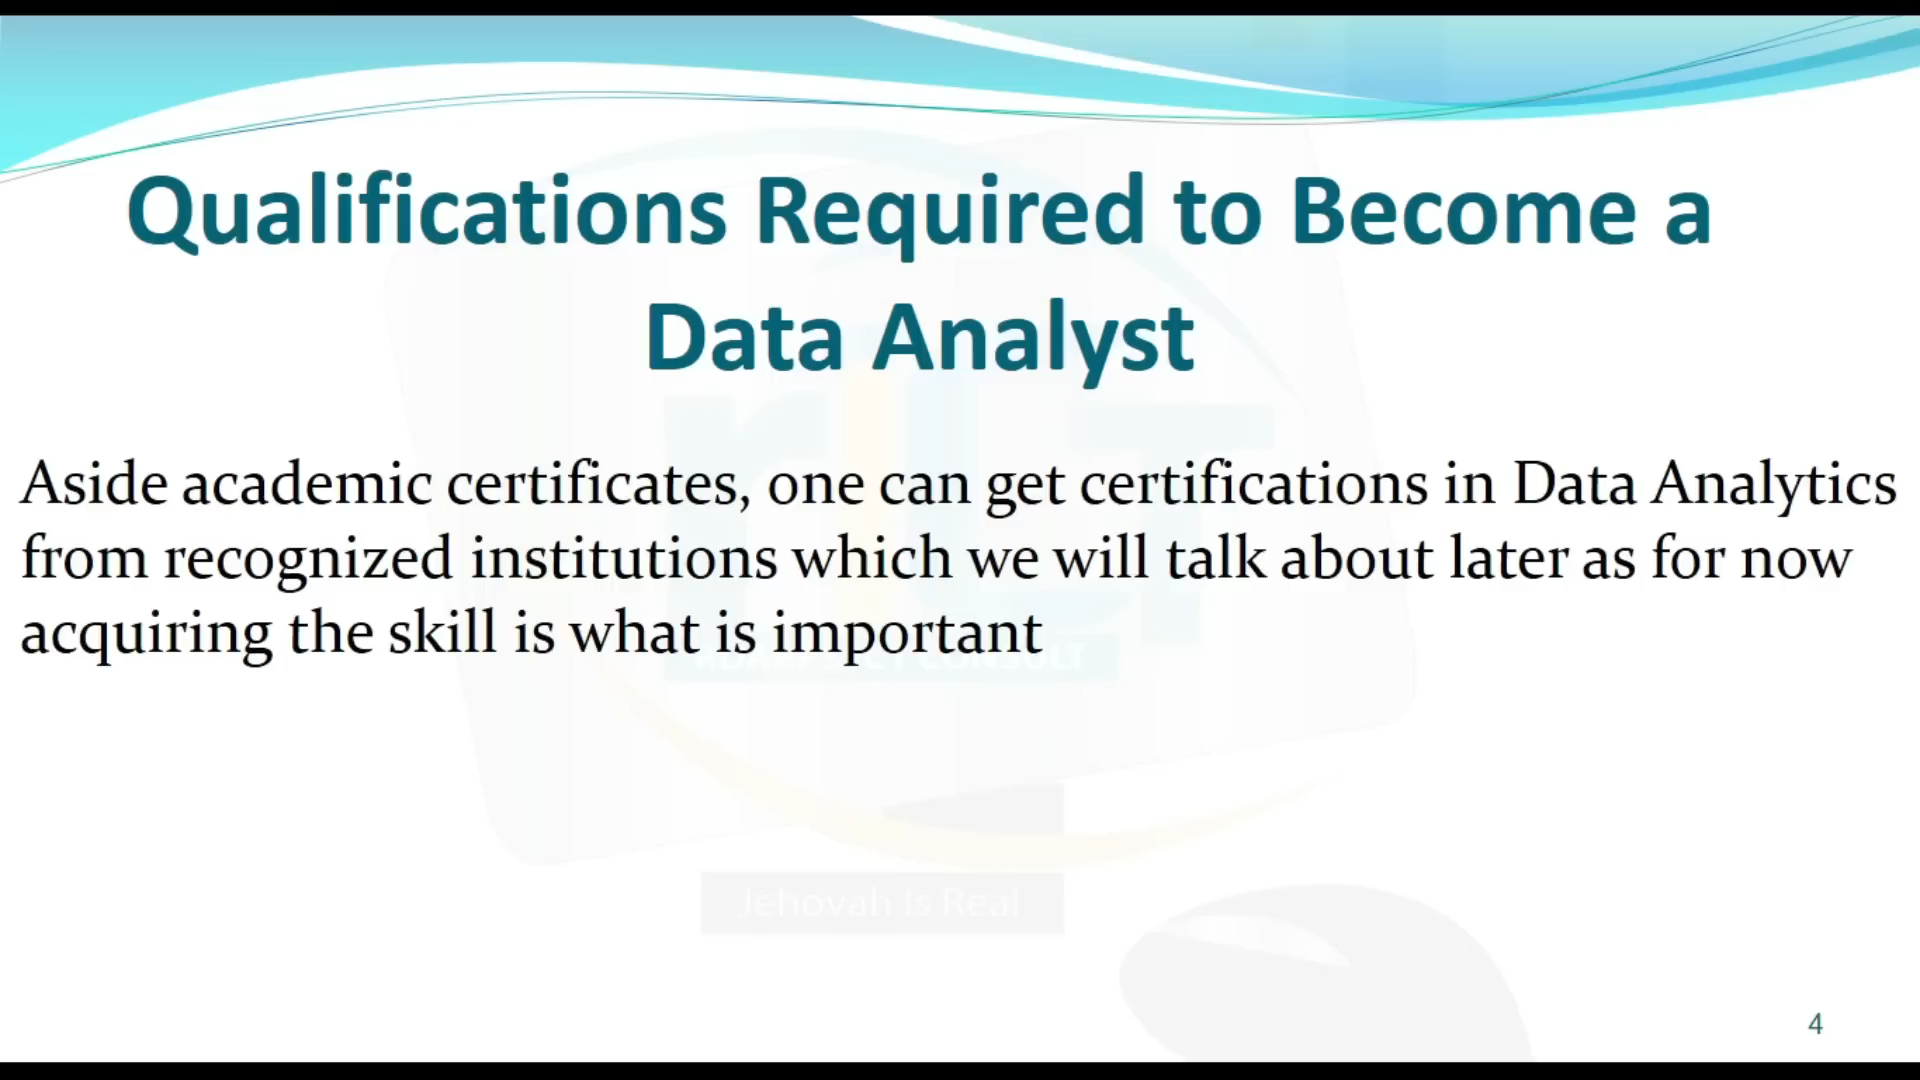 Qualifications Required to Become a
Data Analyst
Aside academic certificates, one can get certifications in Data Analytics
from recognized institutions which we will talk about later as for now
acquiring the skill is what is important
Jehovah is Real
4